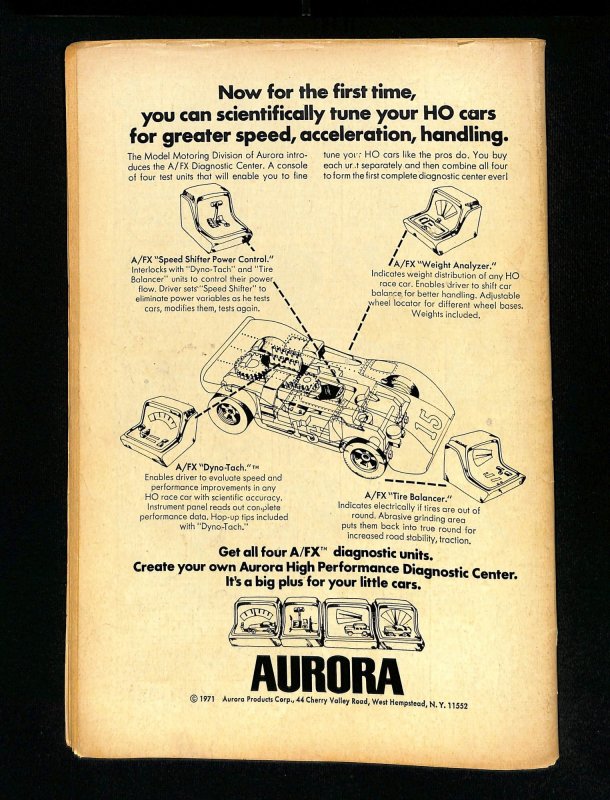 Now for the first time,
you can scientifically tune your HO cars
for greater speed, acceleration, handling.
The Model Motoring Division of Aurora intro-
duces the A/FX Diagnostic Center. A console
of four test units that will enable you to fine
tune your HO cars like the pros do. You buy
each unit separately and then combine all four
to form the first complete diagnostic center ever!
A/FX "Speed Shifter Power Control."
Interlocks with "Dyno-Tach" and "Tire
Balancer" units to control their power
flow. Driver sets "Speed Shifter" to
eliminate power variables as he tests
cars, modifies them, tests again.
A/FX "Weight Analyzer."
Indicates weight distribution of any HO
race car. Enables driver to shift car
balance for better handling. Adjustable
wheel locator for different wheel bases.
Weights included.
15
A/FX "Dyno-Tach."™
Enables driver to evaluate speed and
performance improvements in any
HO race car with scientific accuracy.
Instrument panel reads out complete
performance data. Hop-up tips included
with "Dyno-Tach."
A/FX "Tire Balancer."
Indicates electrically if tires are out of
round. Abrasive grinding area
puts them back into true round for
increased road stability, traction.
Get all four A/FX™ diagnostic units.
Create your own Aurora High Performance Diagnostic Center.
It's a big plus for your little cars.
AURORA
© 1971 Aurora Products Corp., 44 Cherry Valley Road, West Hempstead, N. Y. 11552